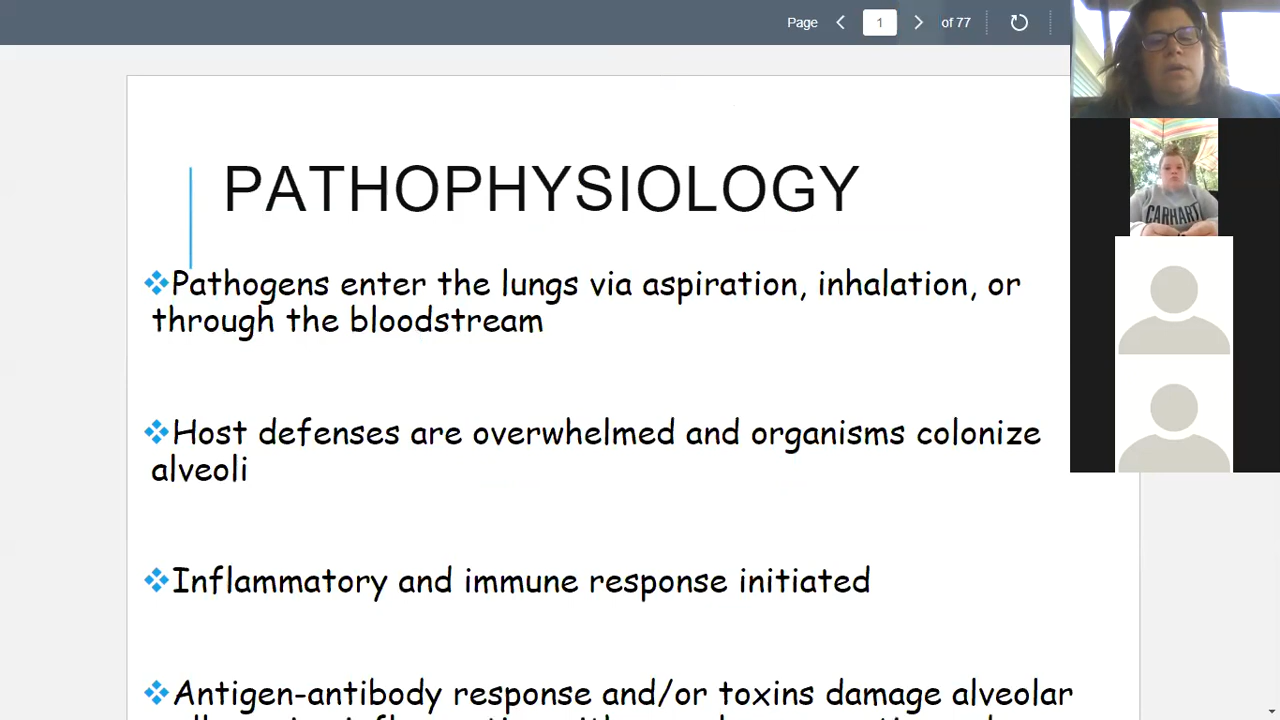 Page 1 of 77
PATHOPHYSIOLOGY
Pathogens enter the lungs via aspiration, inhalation, or
through the bloodstream
Host defenses are overwhelmed and organisms colonize
alveoli
Inflammatory and immune response initiated
Antigen-antibody response and/or toxins damage alveolar
CARHART